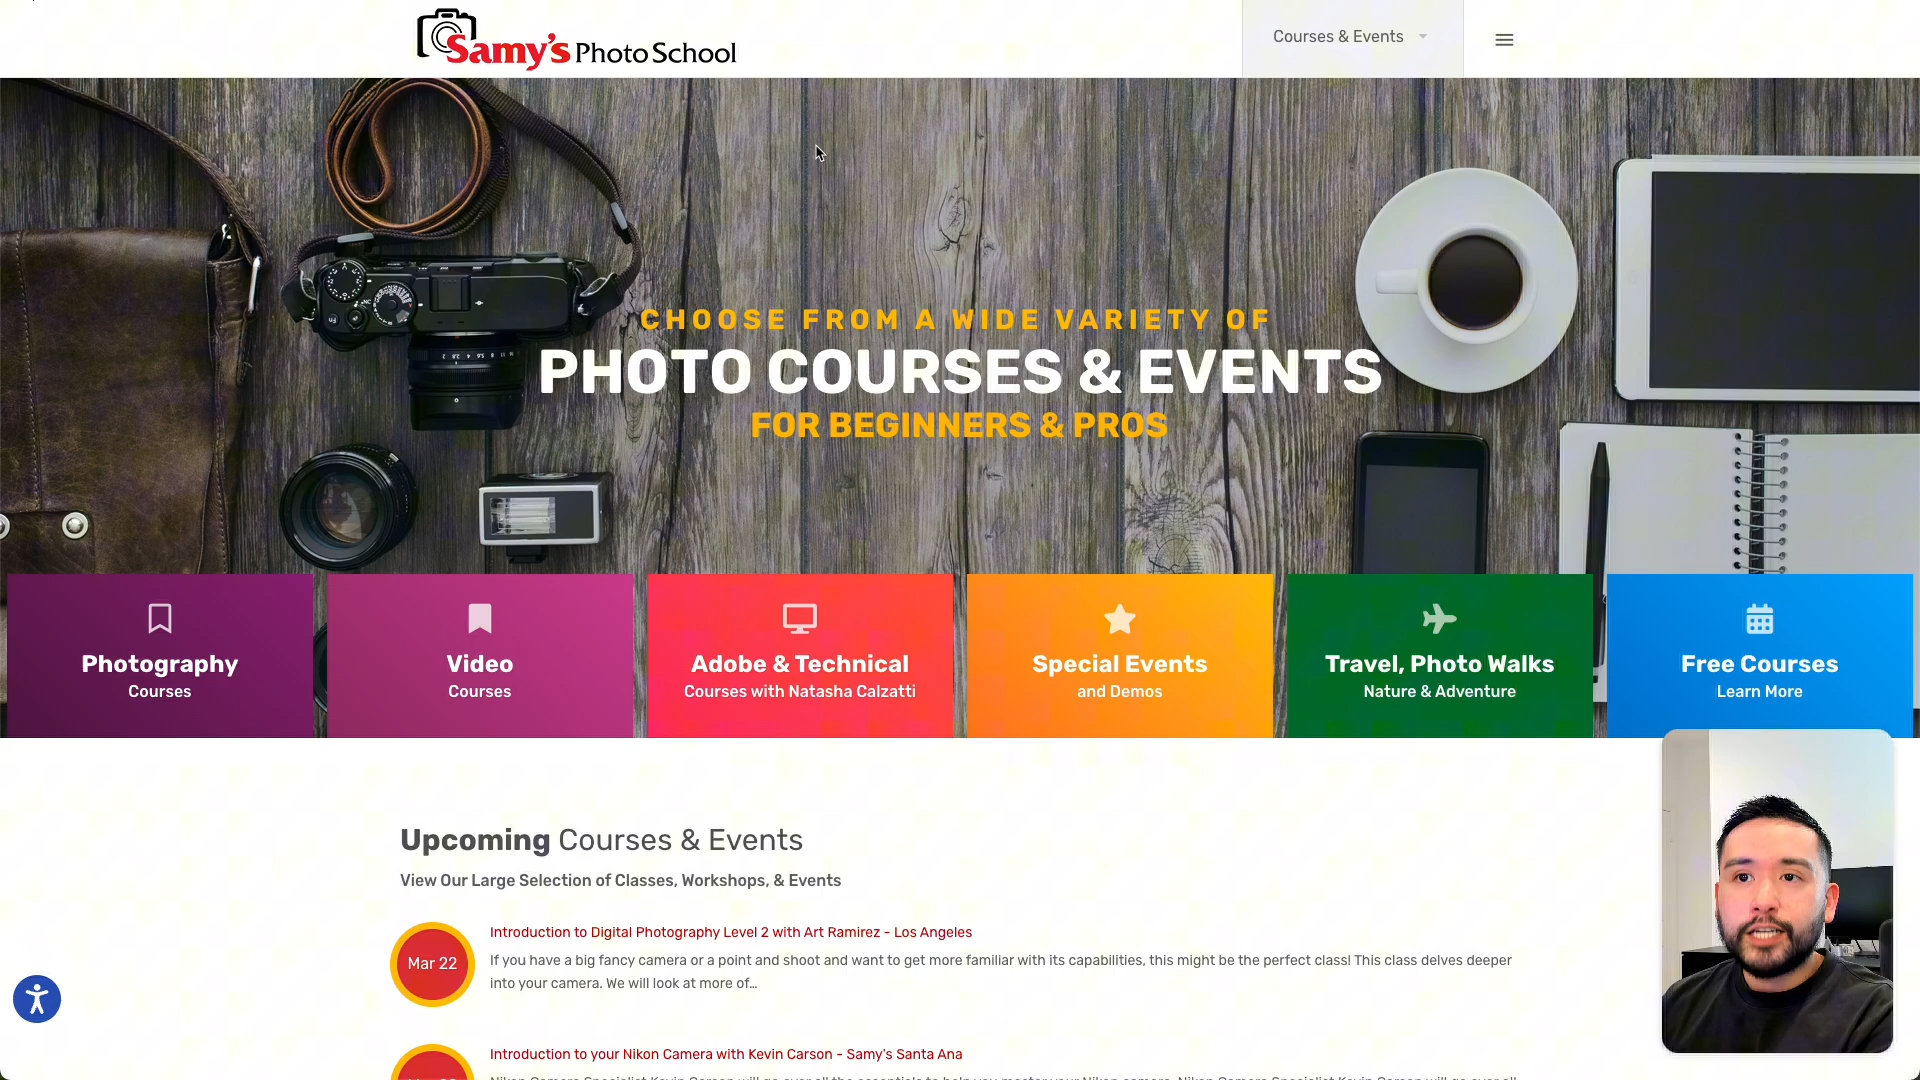 Samy's Photo School
Courses & Events
CHOOSE FROM A WIDE VARIETY OF
PHOTO COURSES & EVENTS
FOR BEGINNERS & PROS
Photography
Courses
Video
Courses
Adobe & Technical
Courses with Natasha Calzatti
Special Events
and Demos
Travel, Photo Walks
Nature & Adventure
Free Courses
Learn More
Upcoming Courses & Events
View Our Large Selection of Classes, Workshops, & Events
Introduction to Digital Photography Level 2 with Art Ramirez - Los Angeles
Mar 22
If you have a big fancy camera or a point and shoot and want to get more familiar with its capabilities, this might be the perfect class! This class delves deeper
into your camera. We will look at more of...
Introduction to your Nikon Camera with Kevin Carson - Samy's Santa Ana